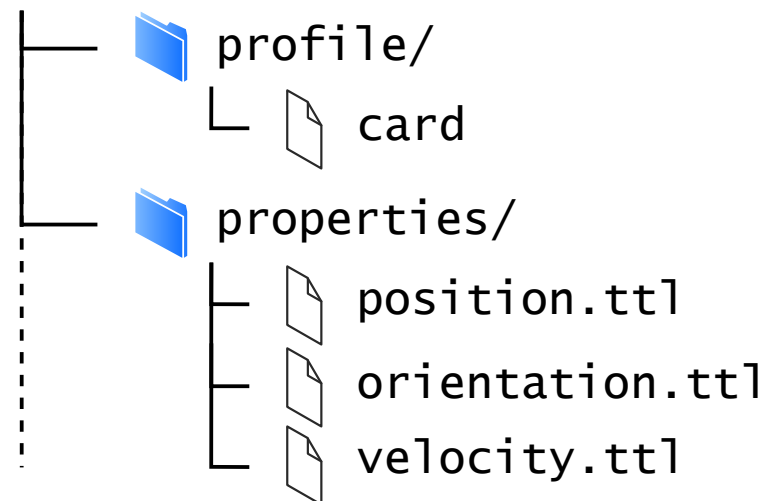 profile/
card
properties/
position.ttl
orientation.ttl
velocity.ttl